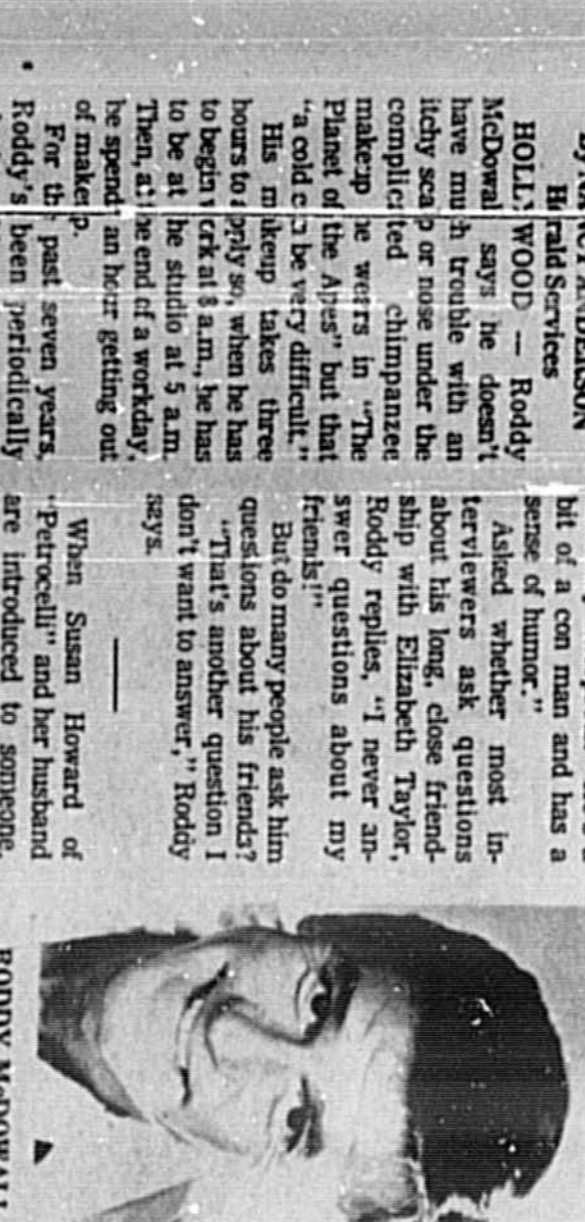 Herald Services
HOLLYWOOD — Roddy
McDowall says he doesn't
have much trouble with an
itchy scalp or nose under the
complicated chimpanzee
makeup he wears in "The
Planet of the Apes" but that
"a cold can be very difficult."
His makeup takes three
hours to apply so, when he has
to begin work at 8 a.m., he has
to be at the studio at 5 a.m.
Then, at the end of a workday,
he spends an hour getting out
of makeup.
For the past seven years,
Roddy's been periodically
bit of a con man and has a
sense of humor."
Asked whether most in-
terviewers ask questions
about his long, close friend-
ship with Elizabeth Taylor,
Roddy replies, "I never an-
swer questions about my
friends!"
But do many people ask him
questions about his friends?
"That's another question I
don't want to answer," Roddy
says.
When Susan Howard of
"Petrocelli" and her husband
are introduced to someone,
RODDY McDOWALL